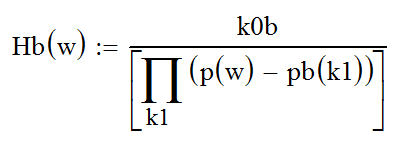 Hb(w) := k0b / [∏_{k1} (p(w) − pb(k1))]